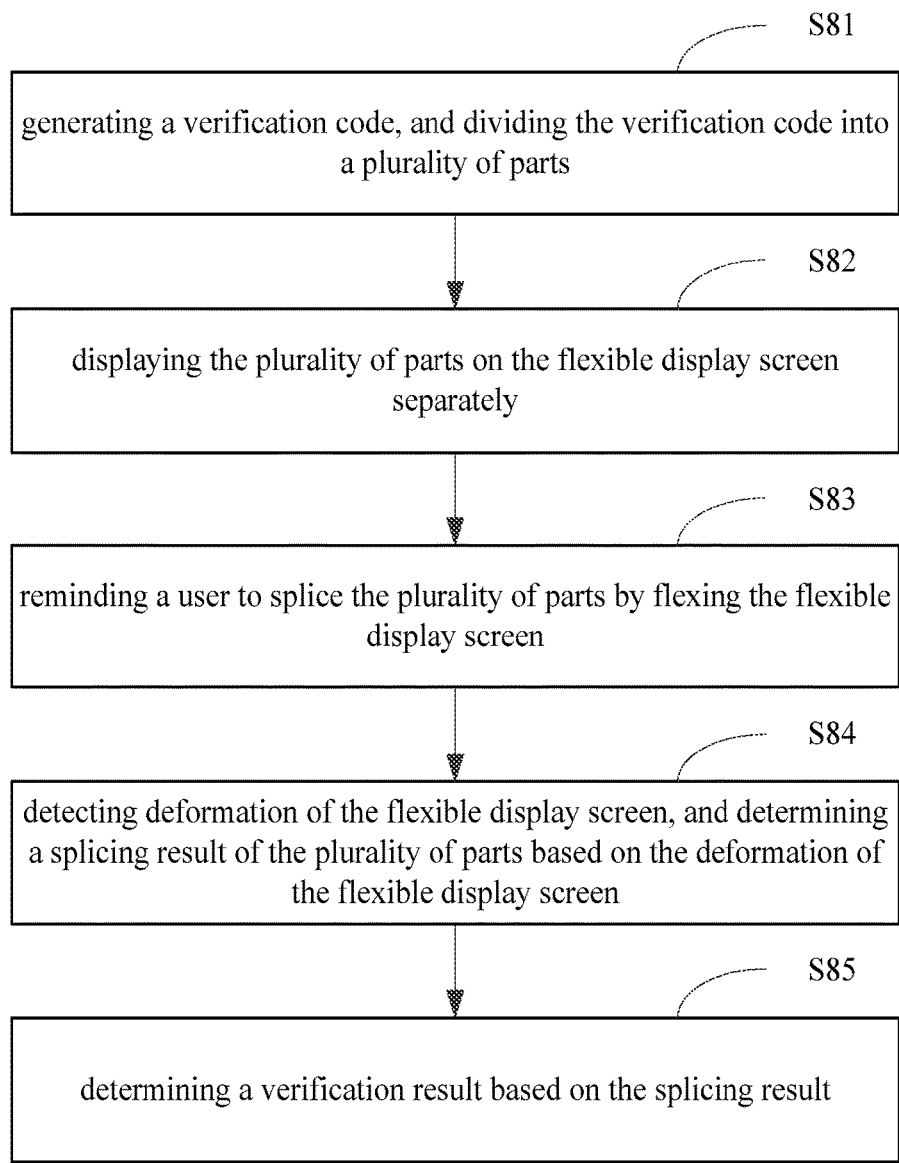 S81
generating a verification code, and dividing the verification code into
a plurality of parts
S82
displaying the plurality of parts on the flexible display screen
separately
S83
reminding a user to splice the plurality of parts by flexing the flexible
display screen
S84
detecting deformation of the flexible display screen, and determining
a splicing result of the plurality of parts based on the deformation of
the flexible display screen
S85
determining a verification result based on the splicing result